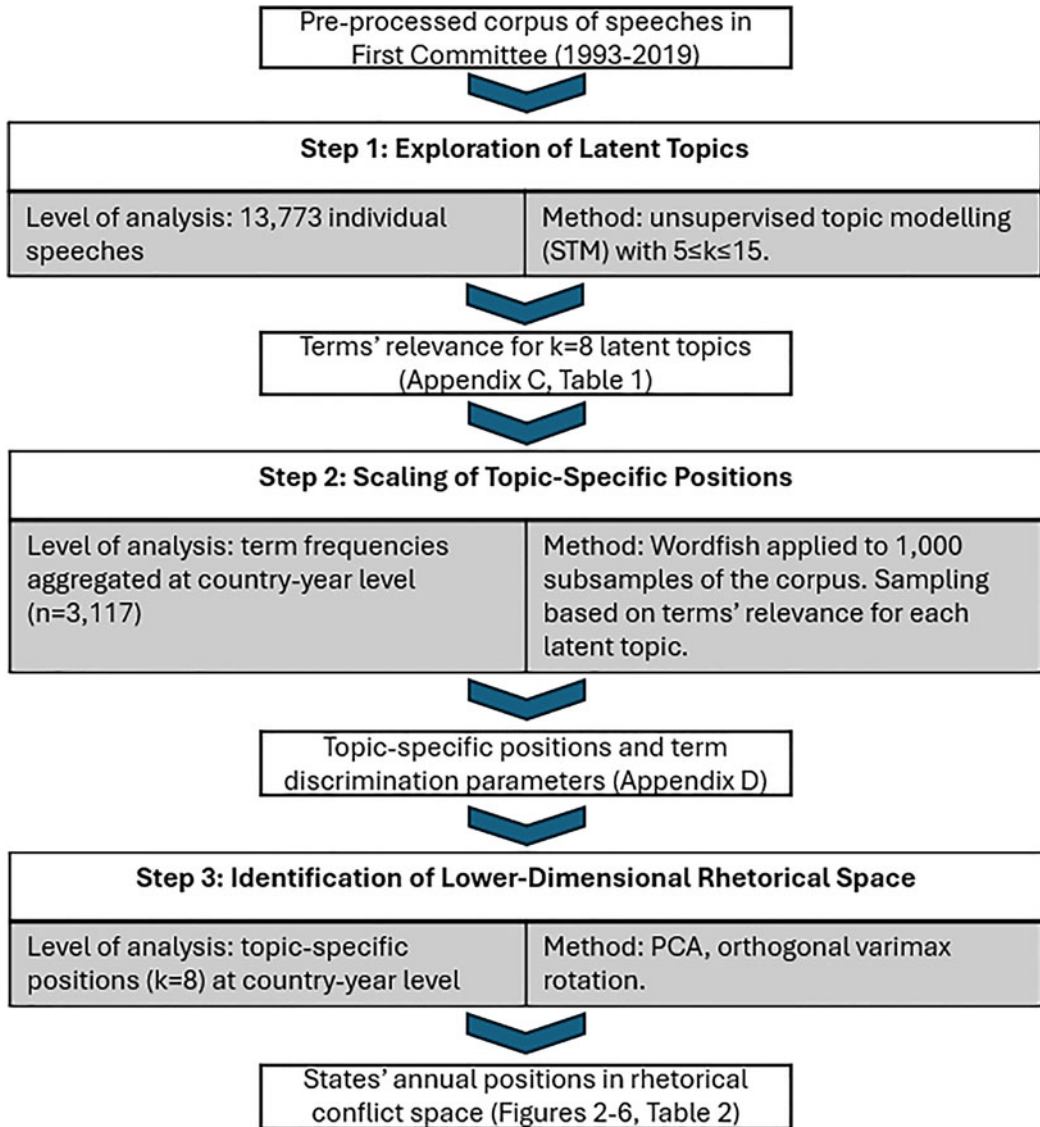 Pre-processed corpus of speeches in
First Committee (1993-2019)
Step 1: Exploration of Latent Topics
Level of analysis: 13,773 individual
speeches
Method: unsupervised topic modelling
(STM) with 5≤k≤15.
Terms’ relevance for k=8 latent topics
(Appendix C, Table 1)
Step 2: Scaling of Topic-Specific Positions
Level of analysis: term frequencies
aggregated at country-year level
(n=3,117)
Method: Wordfish applied to 1,000
subsamples of the corpus. Sampling
based on terms’ relevance for each
latent topic.
Topic-specific positions and term
discrimination parameters (Appendix D)
Step 3: Identification of Lower-Dimensional Rhetorical Space
Level of analysis: topic-specific
positions (k=8) at country-year level
Method: PCA, orthogonal varimax
rotation.
States’ annual positions in rhetorical
conflict space (Figures 2-6, Table 2)